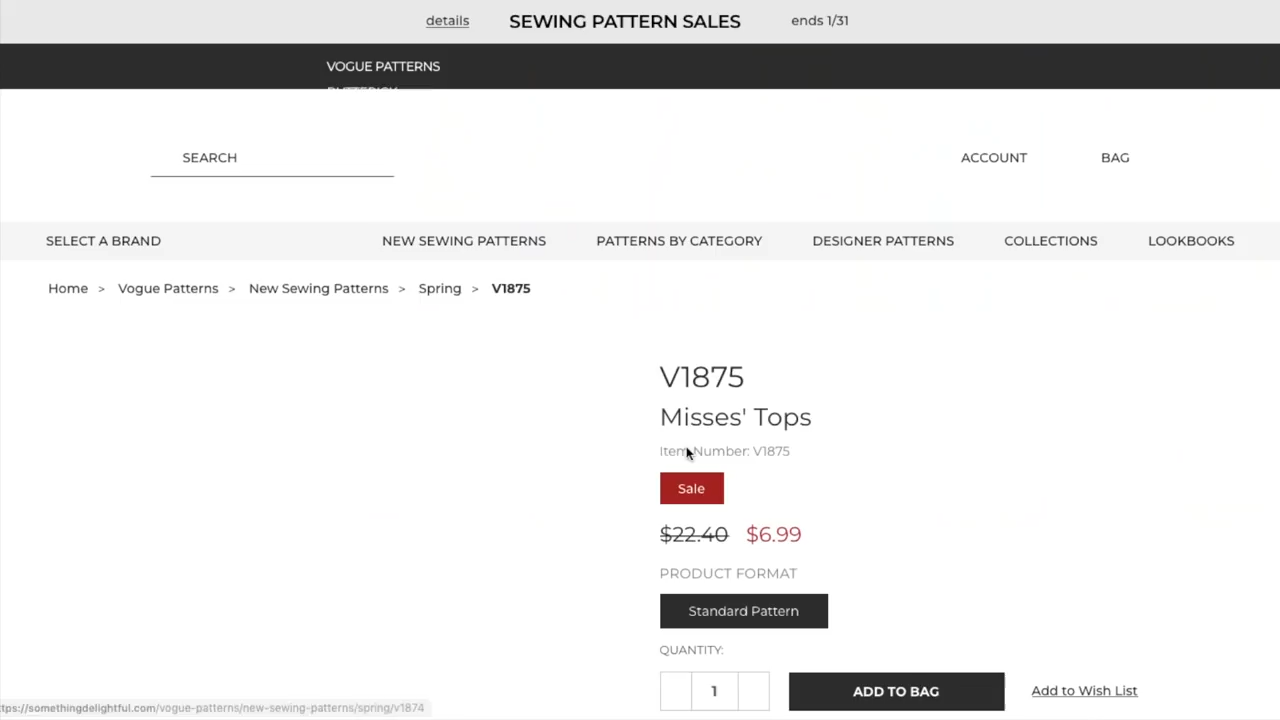 details SEWING PATTERN SALES ends 1/31
VOGUE PATTERNS
SEARCH
ACCOUNT BAG
SELECT A BRAND NEW SEWING PATTERNS PATTERNS BY CATEGORY DESIGNER PATTERNS COLLECTIONS LOOKBOOKS
Home > Vogue Patterns > New Sewing Patterns > Spring > V1875
V1875
Misses' Tops
Item Number: V1875
Sale
$22.40 $6.99
PRODUCT FORMAT
Standard Pattern
QUANTITY:
1 ADD TO BAG Add to Wish List
ttps://somethingdelightful.com/vogue-patterns/new-sewing-patterns/spring/v1874